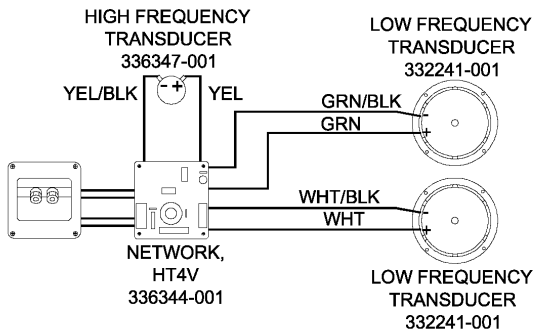 HIGH FREQUENCY
TRANSDUCER
336347-001
LOW FREQUENCY
TRANSDUCER
332241-001
YEL/BLK
- +
YEL
GRN/BLK
-
GRN
+
WHT/BLK
-
WHT
+
NETWORK,
HT4V
336344-001
LOW FREQUENCY
TRANSDUCER
332241-001